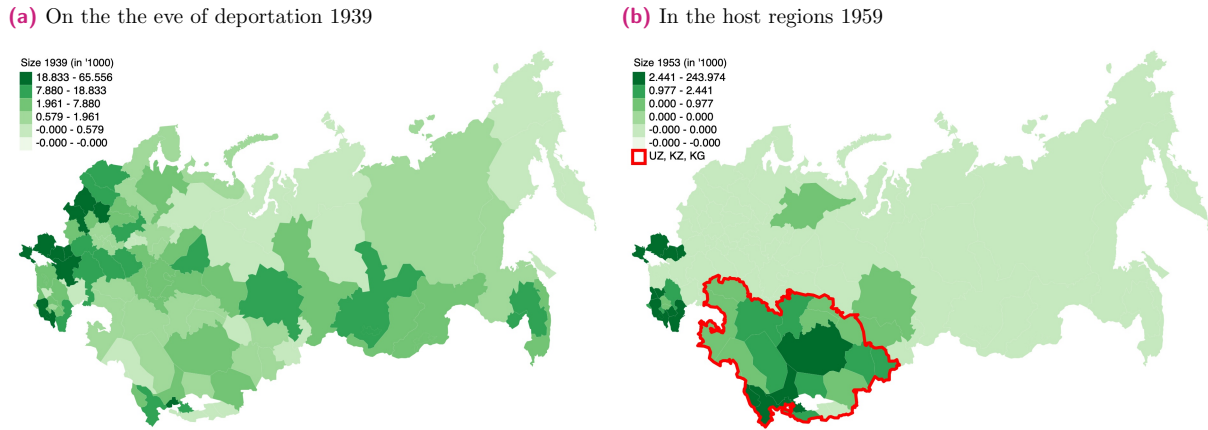 (a) On the the eve of deportation 1939
Size 1939 (in '1000)
18.833 - 65.556
7.880 - 18.833
1.961 - 7.880
0.579 - 1.961
-0.000 - 0.579
-0.000 - -0.000
(b) In the host regions 1959
Size 1953 (in '1000)
2.441 - 243.974
0.977 - 2.441
0.000 - 0.977
0.000 - 0.000
-0.000 - 0.000
-0.000 - -0.000
UZ, KZ, KG